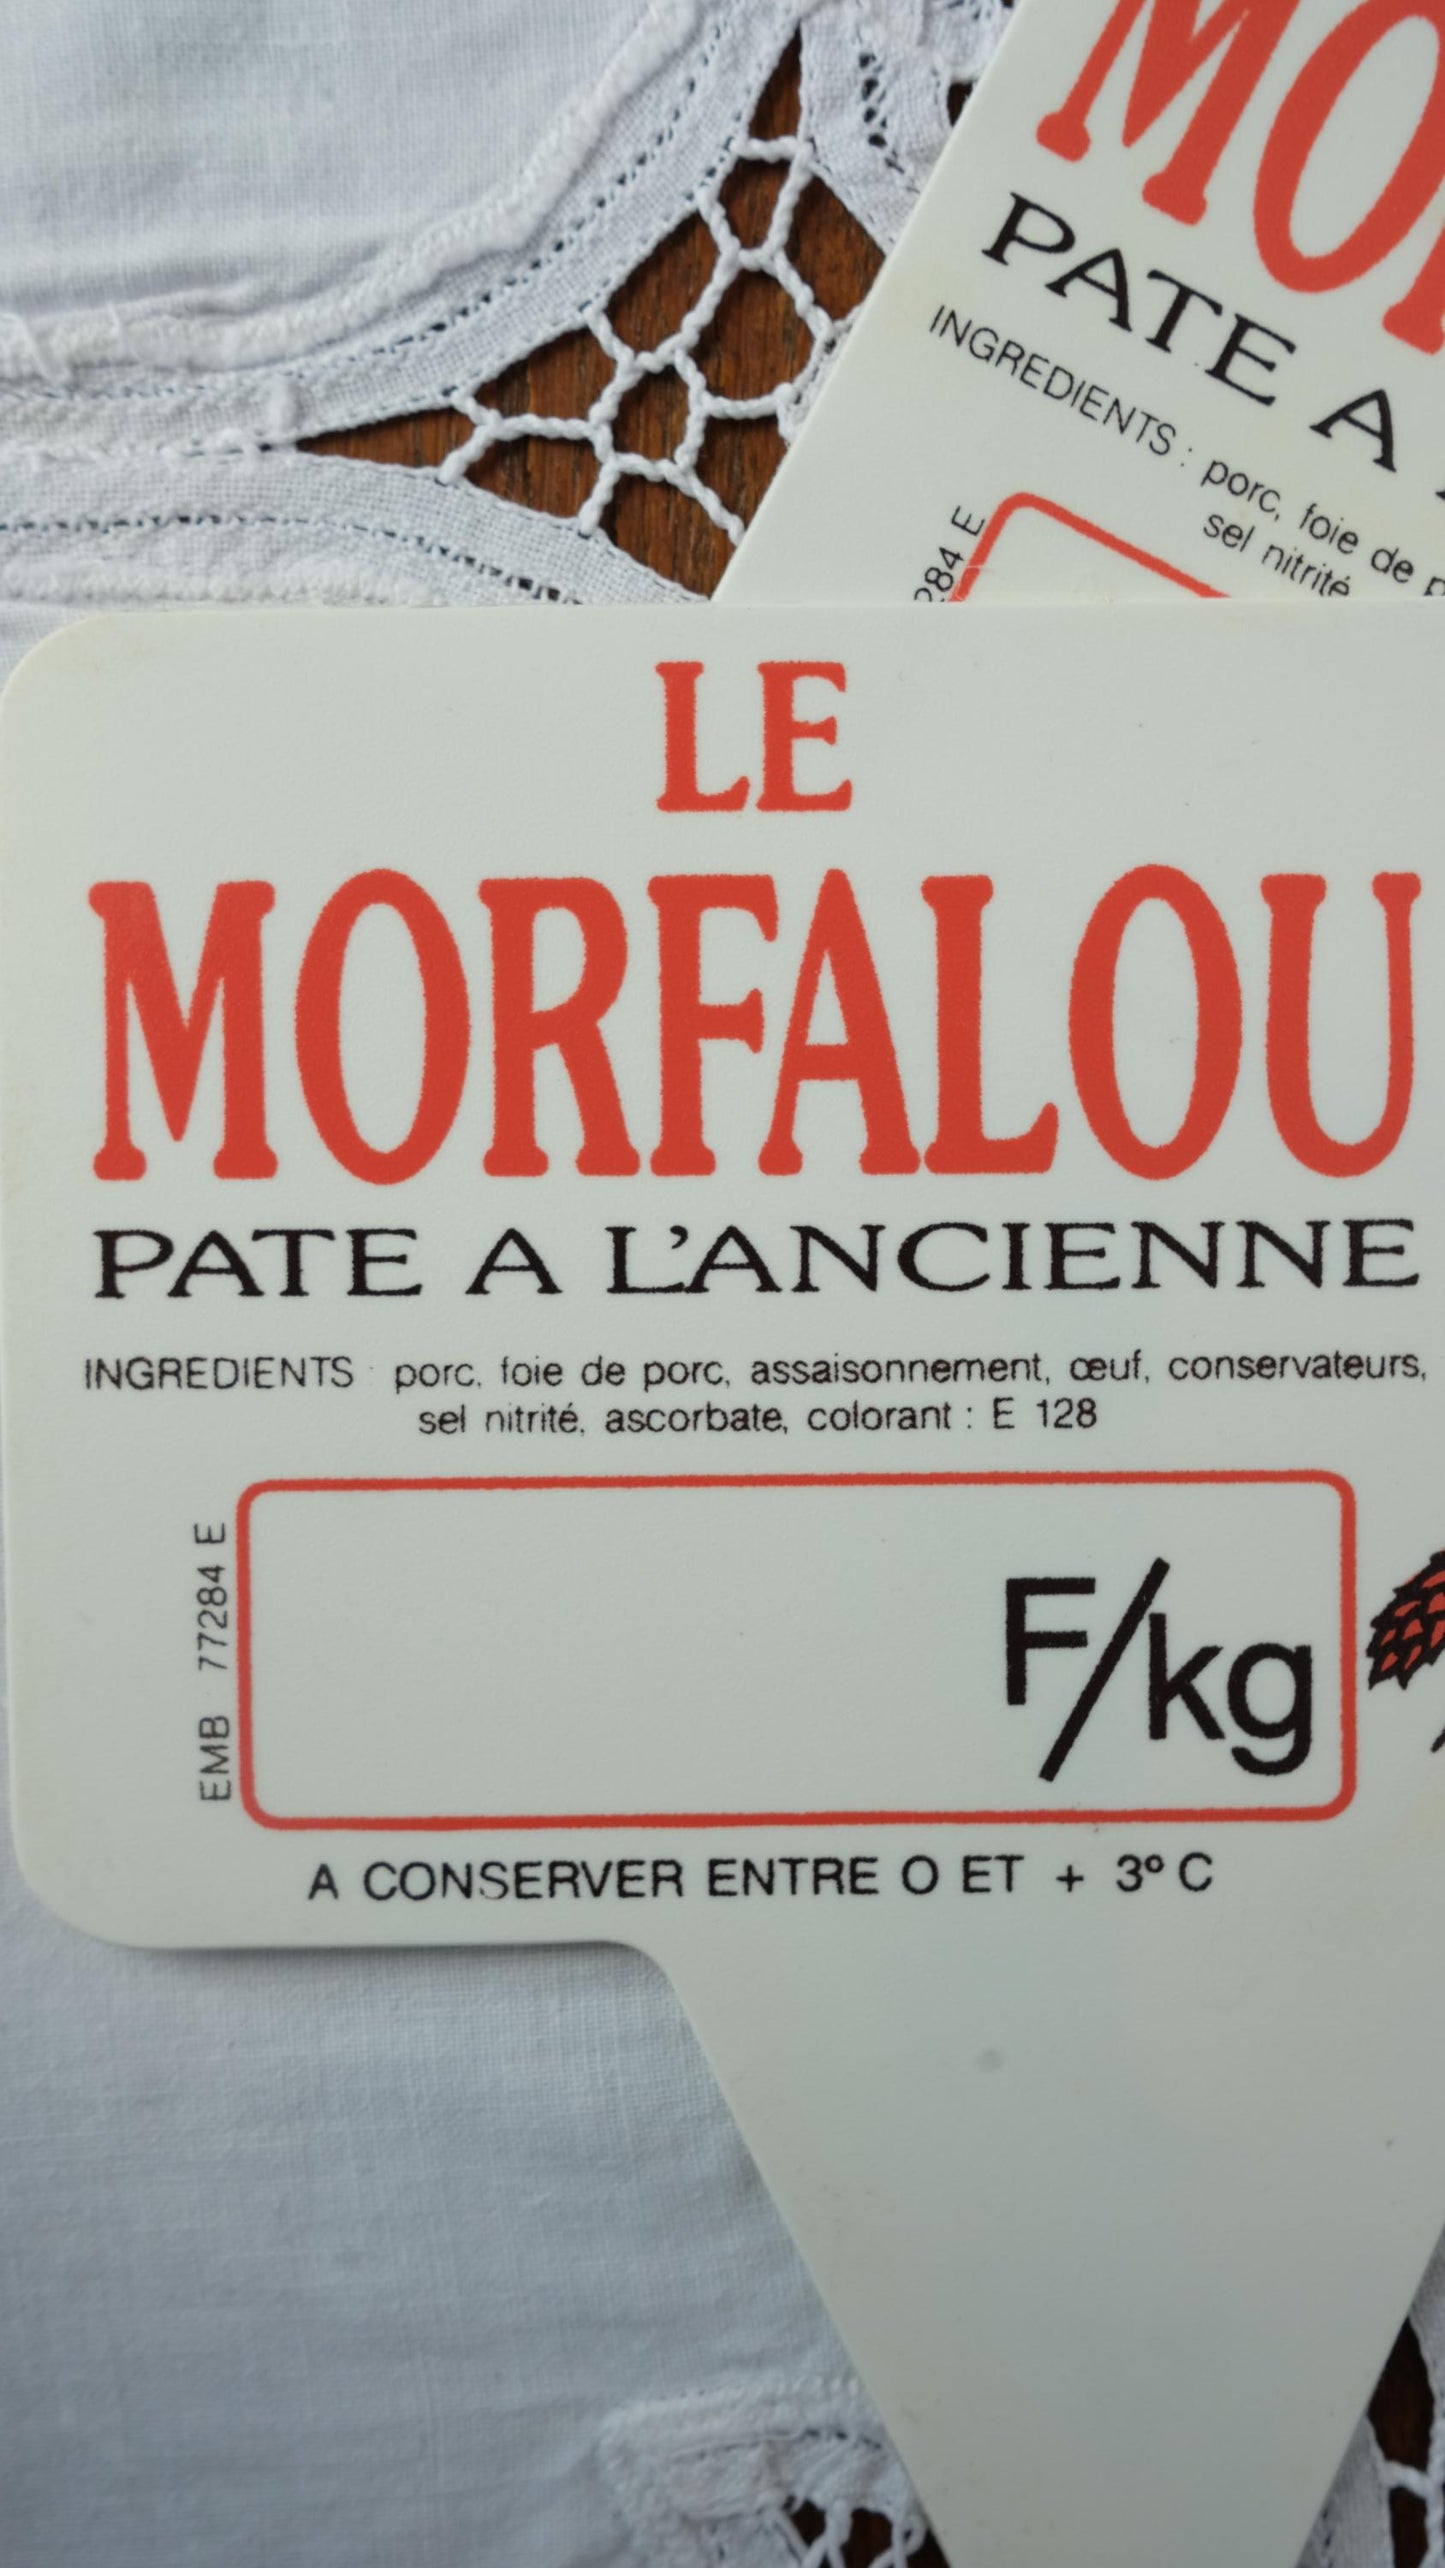 MO
PATE A
INGREDIENTS : porc, foie de
sel nitrité
284 E
LE
MORFALOU
PATE A L'ANCIENNE
INGREDIENTS : porc, foie de porc, assaisonnement, œuf, conservateurs,
sel nitrité, ascorbate, colorant : E 128
EMB 77284 E
F/kg
A CONSERVER ENTRE O ET + 3° C